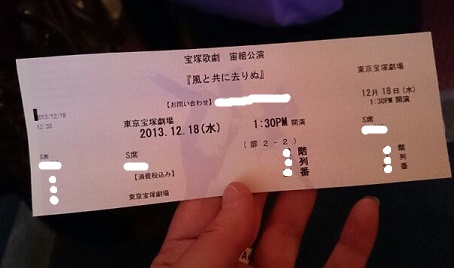 宝塚歌劇 宙組公演
『風と共に去りぬ』
【お問い合わせ】
東京宝塚劇場
2013.12.18(水) 1:30PM 開演
(扉2-2)
S席
階
列
番
【消費税込み】
東京宝塚劇場
2013/12/18
12:30
S席
東京宝塚劇場
12月18日(水)
1:30PM 開演
S席
階
列
番